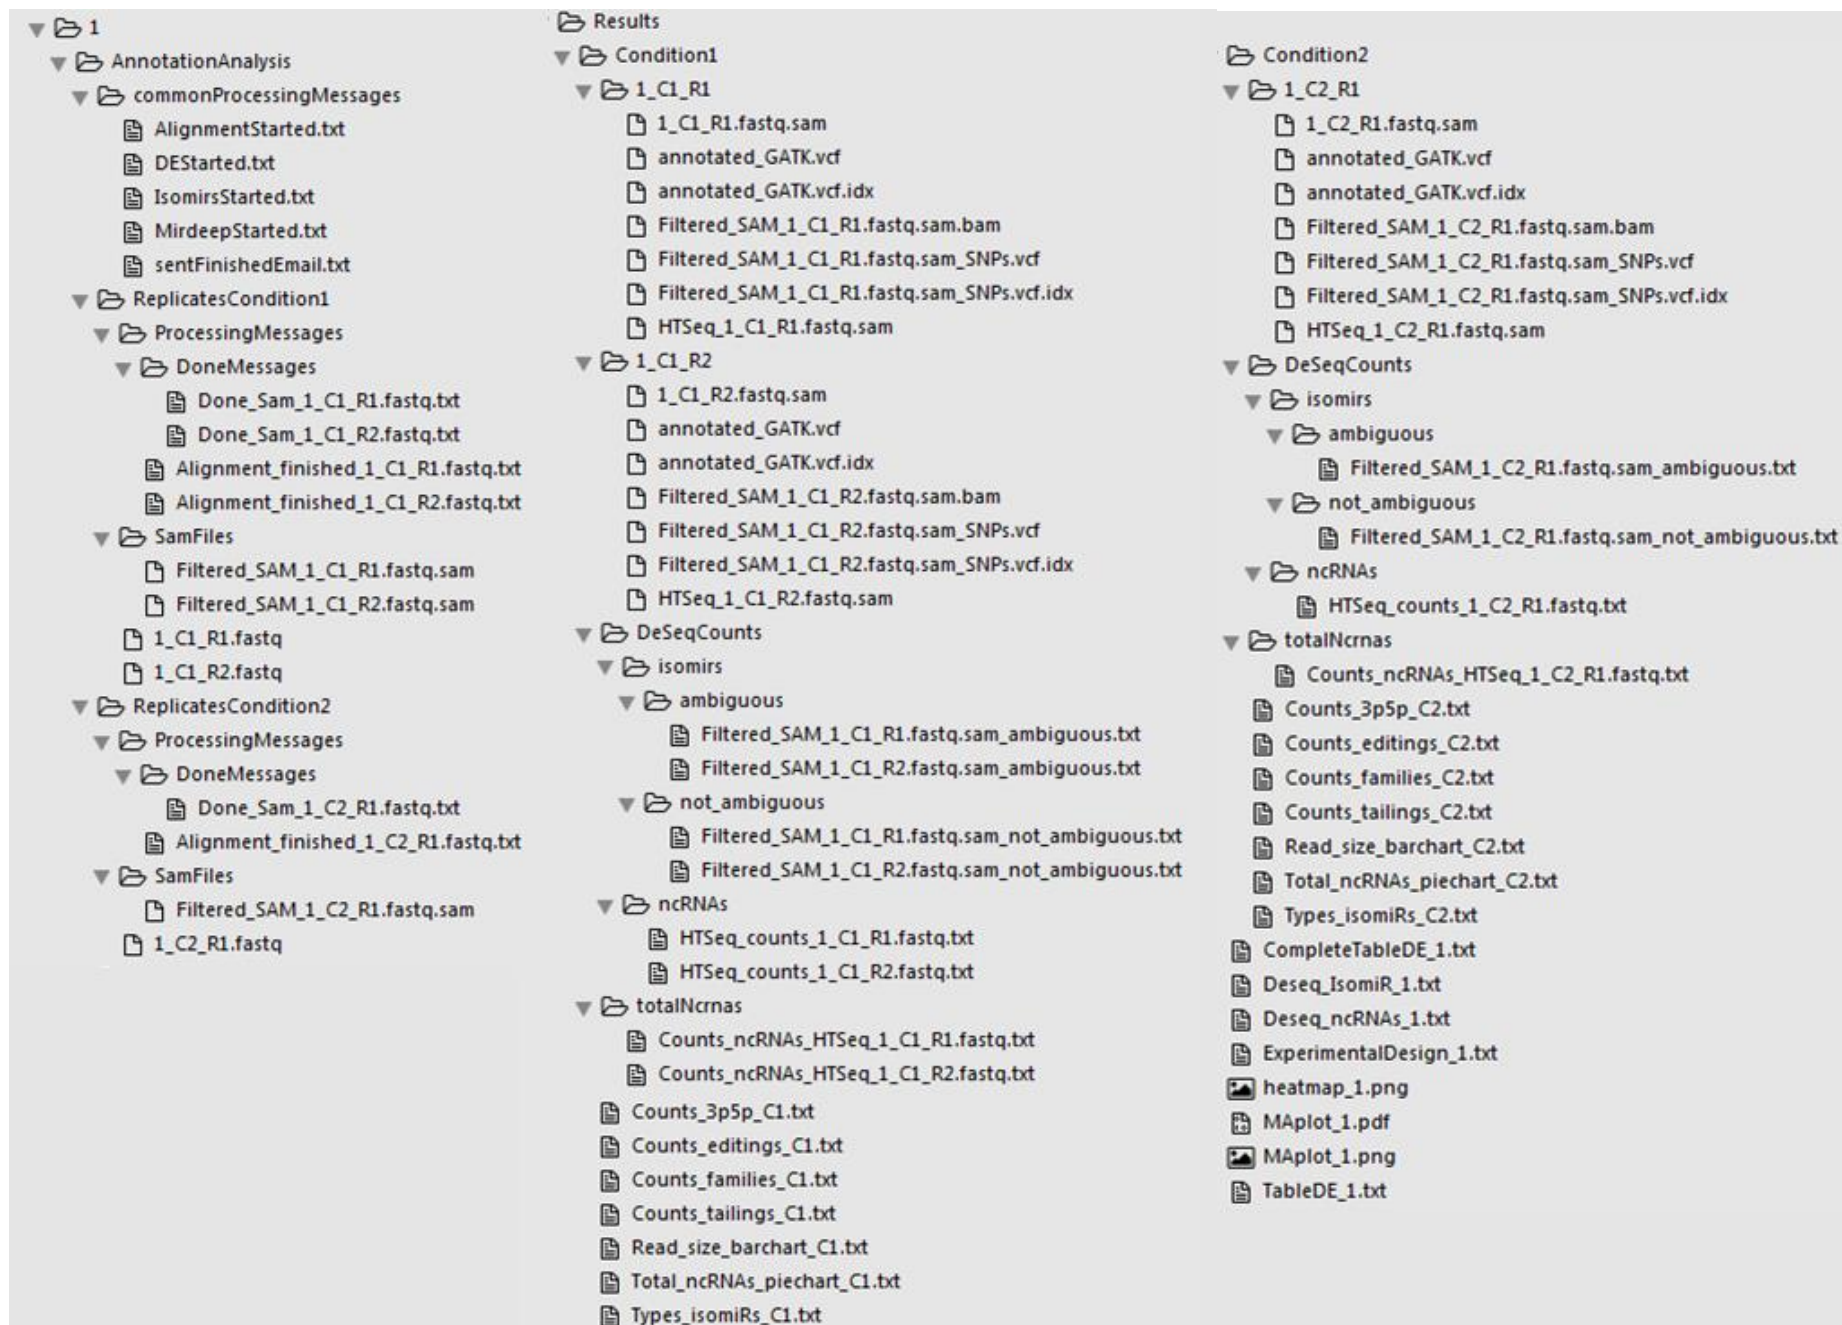 1
AnnotationAnalysis
commonProcessingMessages
AlignmentStarted.txt
DEStarted.txt
IsomirsStarted.txt
MirdeepStarted.txt
sentFinishedEmail.txt
ReplicatesCondition1
ProcessingMessages
DoneMessages
Done_Sam_1_C1_R1.fastq.txt
Done_Sam_1_C1_R2.fastq.txt
Alignment_finished_1_C1_R1.fastq.txt
Alignment_finished_1_C1_R2.fastq.txt
SamFiles
Filtered_SAM_1_C1_R1.fastq.sam
Filtered_SAM_1_C1_R2.fastq.sam
1_C1_R1.fastq
1_C1_R2.fastq
ReplicatesCondition2
ProcessingMessages
DoneMessages
Done_Sam_1_C2_R1.fastq.txt
Alignment_finished_1_C2_R1.fastq.txt
SamFiles
Filtered_SAM_1_C2_R1.fastq.sam
1_C2_R1.fastq
Results
Condition1
1_C1_R1
1_C1_R1.fastq.sam
annotated_GATK.vcf
annotated_GATK.vcf.idx
Filtered_SAM_1_C1_R1.fastq.sam.bam
Filtered_SAM_1_C1_R1.fastq.sam_SNPs.vcf
Filtered_SAM_1_C1_R1.fastq.sam_SNPs.vcf.idx
HTSeq_1_C1_R1.fastq.sam
1_C1_R2
1_C1_R2.fastq.sam
annotated_GATK.vcf
annotated_GATK.vcf.idx
Filtered_SAM_1_C1_R2.fastq.sam.bam
Filtered_SAM_1_C1_R2.fastq.sam_SNPs.vcf
Filtered_SAM_1_C1_R2.fastq.sam_SNPs.vcf.idx
HTSeq_1_C1_R2.fastq.sam
DeSeqCounts
isomirs
ambiguous
Filtered_SAM_1_C1_R1.fastq.sam_ambiguous.txt
Filtered_SAM_1_C1_R2.fastq.sam_ambiguous.txt
not_ambiguous
Filtered_SAM_1_C1_R1.fastq.sam_not_ambiguous.txt
Filtered_SAM_1_C1_R2.fastq.sam_not_ambiguous.txt
ncRNAs
HTSeq_counts_1_C1_R1.fastq.txt
HTSeq_counts_1_C1_R2.fastq.txt
totalNcrnas
Counts_ncRNAs_HTSeq_1_C1_R1.fastq.txt
Counts_ncRNAs_HTSeq_1_C1_R2.fastq.txt
Counts_3p5p_C1.txt
Counts_editings_C1.txt
Counts_families_C1.txt
Counts_tailings_C1.txt
Read_size_barchart_C1.txt
Total_ncRNAs_piechart_C1.txt
Types_isomiRs_C1.txt
Condition2
1_C2_R1
1_C2_R1.fastq.sam
annotated_GATK.vcf
annotated_GATK.vcf.idx
Filtered_SAM_1_C2_R1.fastq.sam.bam
Filtered_SAM_1_C2_R1.fastq.sam_SNPs.vcf
Filtered_SAM_1_C2_R1.fastq.sam_SNPs.vcf.idx
HTSeq_1_C2_R1.fastq.sam
DeSeqCounts
isomirs
ambiguous
Filtered_SAM_1_C2_R1.fastq.sam_ambiguous.txt
not_ambiguous
Filtered_SAM_1_C2_R1.fastq.sam_not_ambiguous.txt
ncRNAs
HTSeq_counts_1_C2_R1.fastq.txt
totalNcrnas
Counts_ncRNAs_HTSeq_1_C2_R1.fastq.txt
Counts_3p5p_C2.txt
Counts_editings_C2.txt
Counts_families_C2.txt
Counts_tailings_C2.txt
Read_size_barchart_C2.txt
Total_ncRNAs_piechart_C2.txt
Types_isomiRs_C2.txt
CompleteTableDE_1.txt
Deseq_IsomiR_1.txt
Deseq_ncRNAs_1.txt
ExperimentalDesign_1.txt
heatmap_1.png
MAplot_1.pdf
MAplot_1.png
TableDE_1.txt